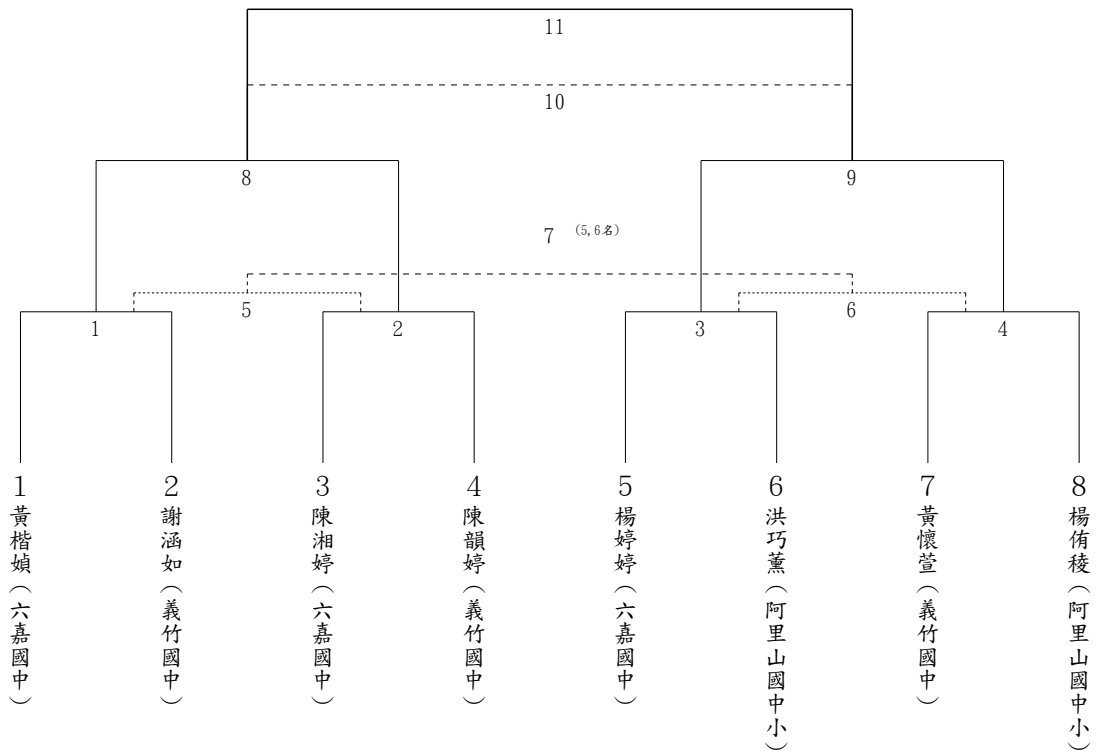 11
10
8
9
7 (5,6名)
5
6
1
2
3
4
1
黃楷媜(六嘉國中)
2
謝涵如(義竹國中)
3
陳湘婷(六嘉國中)
4
陳韻婷(義竹國中)
5
楊婷婷(六嘉國中)
6
洪巧薰(阿里山國中小)
7
黃懷萱(義竹國中)
8
楊侑稜(阿里山國中小)